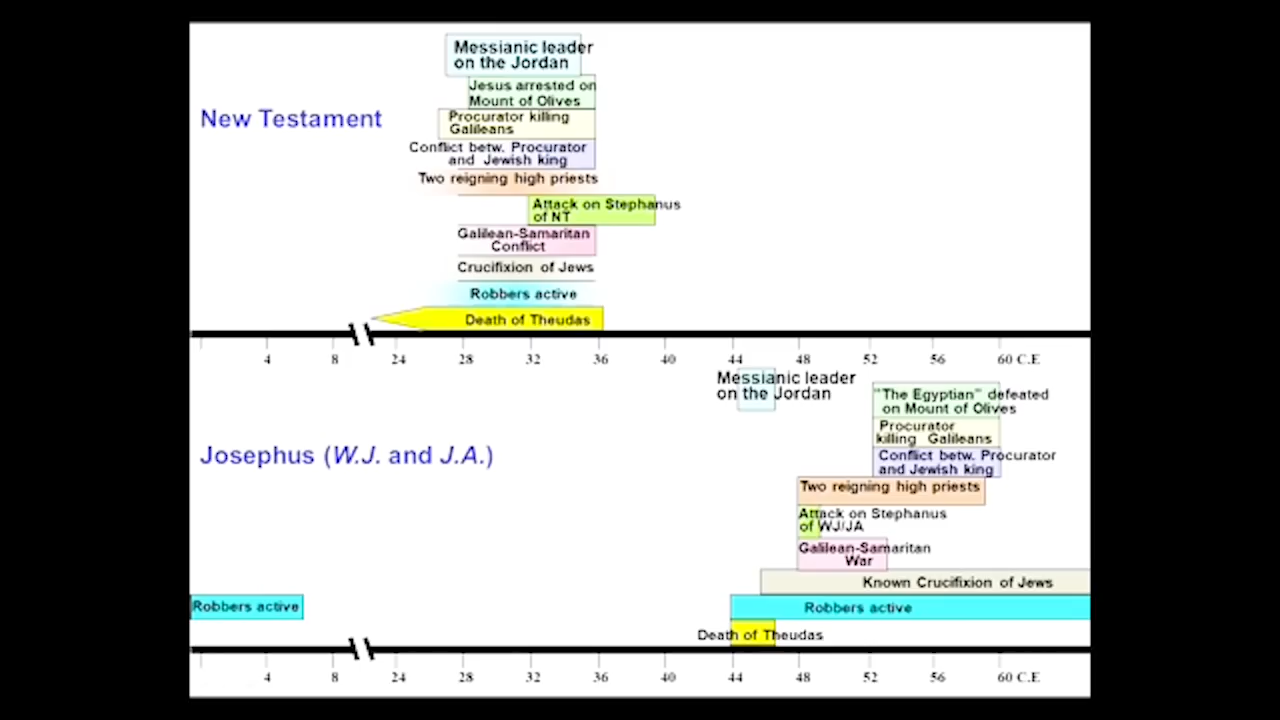 Messianic leader
on the Jordan
Jesus arrested on
Mount of Olives
New Testament
Procurator killing
Galileans
Conflict betw. Procurator
and Jewish king
Two reigning high priests
Attack on Stephanus
of NT
Galilean-Samaritan
Conflict
Crucifixion of Jews
Robbers active
Death of Theudas
4 8 24 28 32 36 40 44 48 52 56 60 C.E
Messianic leader
on the Jordan
"The Egyptian" defeated
on Mount of Olives
Procurator
killing Galileans
Josephus (W.J. and J.A.)
Conflict betw. Procurator
and Jewish king
Two reigning high priests
Attack on Stephanus
of WJ/JA
Galilean-Samaritan
War
Known Crucifixion of Jews
Robbers active
Robbers active
Death of Theudas
4 8 24 28 32 36 40 44 48 52 56 60 C.E